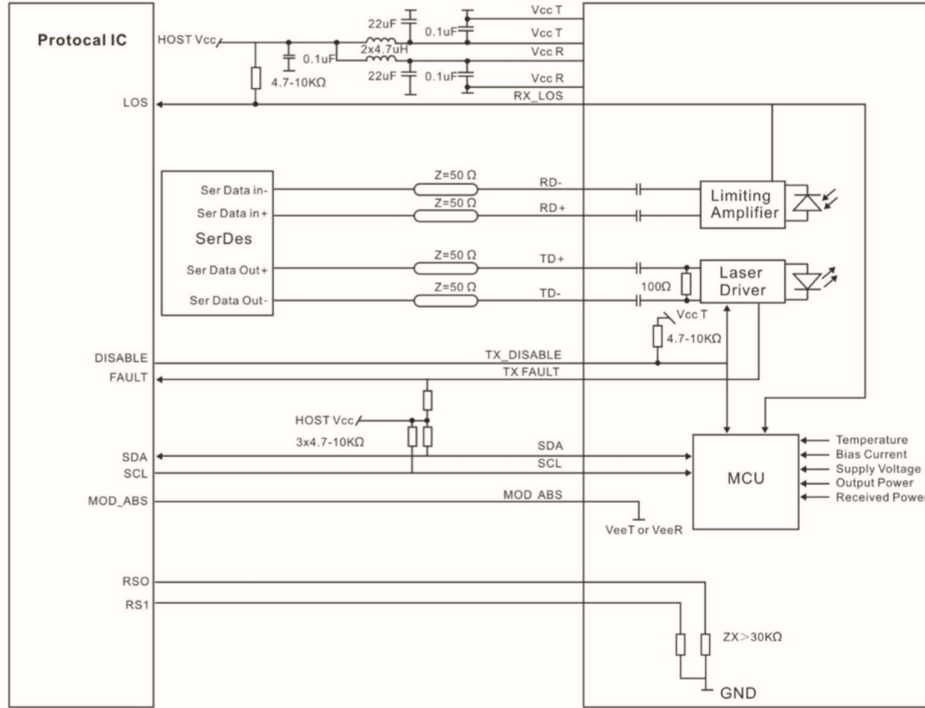 Vcc T
22uF
Protocal IC
HOST Vcc
0.1uF
Vcc T
2x4.7uH
0.1uF
Vcc R
4.7-10KΩ
22uF
0.1uF
Vcc R
LOS
RX_LOS
Z=50 Ω
Ser Data in-
RD-
Limiting
Amplifier
Z=50 Ω
Ser Data in+
RD+
SerDes
Z=50 Ω
Ser Data Out+
TD+
Laser
Driver
Z=50 Ω
100Ω
Ser Data Out-
TD-
Vcc T
4.7-10KΩ
DISABLE
TX_DISABLE
FAULT
TX FAULT
HOST Vcc
3x4.7-10KΩ
SDA
SDA
SCL
SCL
MCU
Temperature
Bias Current
Supply Voltage
Output Power
Received Power
MOD_ABS
MOD ABS
VeeT or VeeR
RSO
RS1
ZX>30KΩ
GND